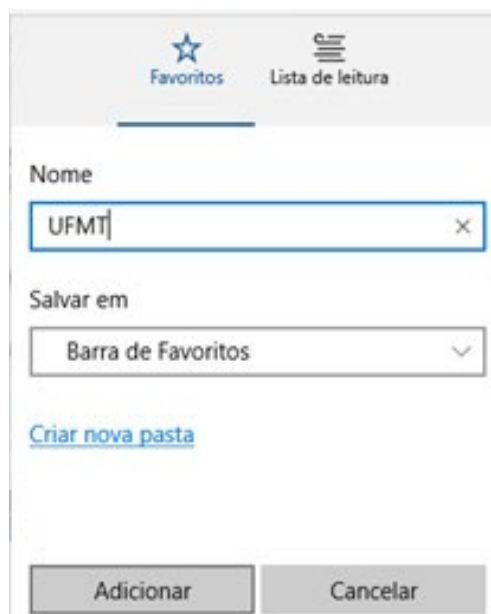 Favoritos
Lista de leitura
Nome
UFMT
Salvar em
Barra de Favoritos
Criar nova pasta
Adicionar
Cancelar